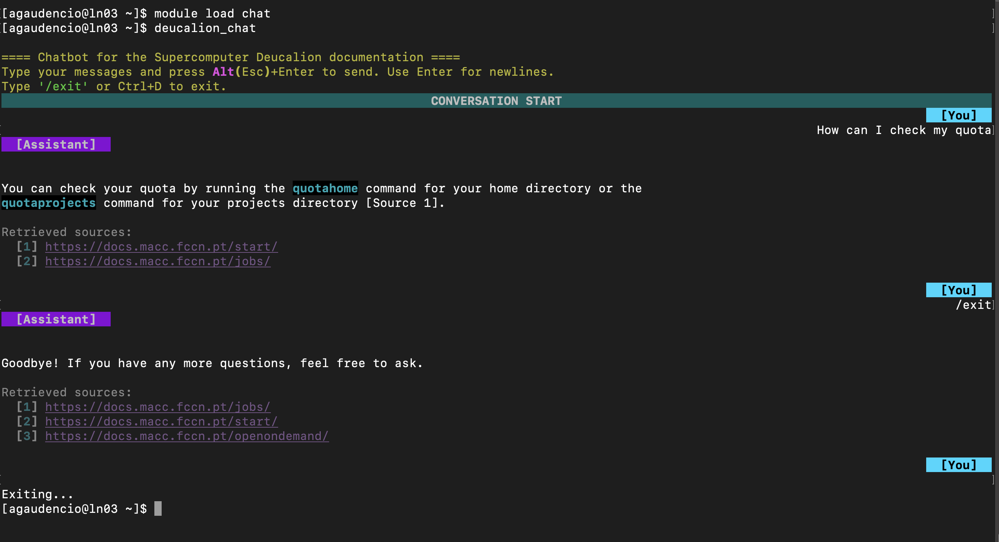 [agaudencio@ln03 ~]$ module load chat
[agaudencio@ln03 ~]$ deucalion_chat
==== Chatbot for the Supercomputer Deucalion documentation ====
Type your messages and press Alt(Esc)+Enter to send. Use Enter for newlines.
Type '/exit' or Ctrl+D to exit.
CONVERSATION START
[You]
How can I check my quota
[Assistant]
You can check your quota by running the quotahome command for your home directory or the
quotaprojects command for your projects directory [Source 1].
Retrieved sources:
[1] https://docs.macc.fccn.pt/start/
[2] https://docs.macc.fccn.pt/jobs/
[You]
/exit
[Assistant]
Goodbye! If you have any more questions, feel free to ask.
Retrieved sources:
[1] https://docs.macc.fccn.pt/jobs/
[2] https://docs.macc.fccn.pt/start/
[3] https://docs.macc.fccn.pt/openondemand/
[You]
Exiting...
[agaudencio@ln03 ~]$